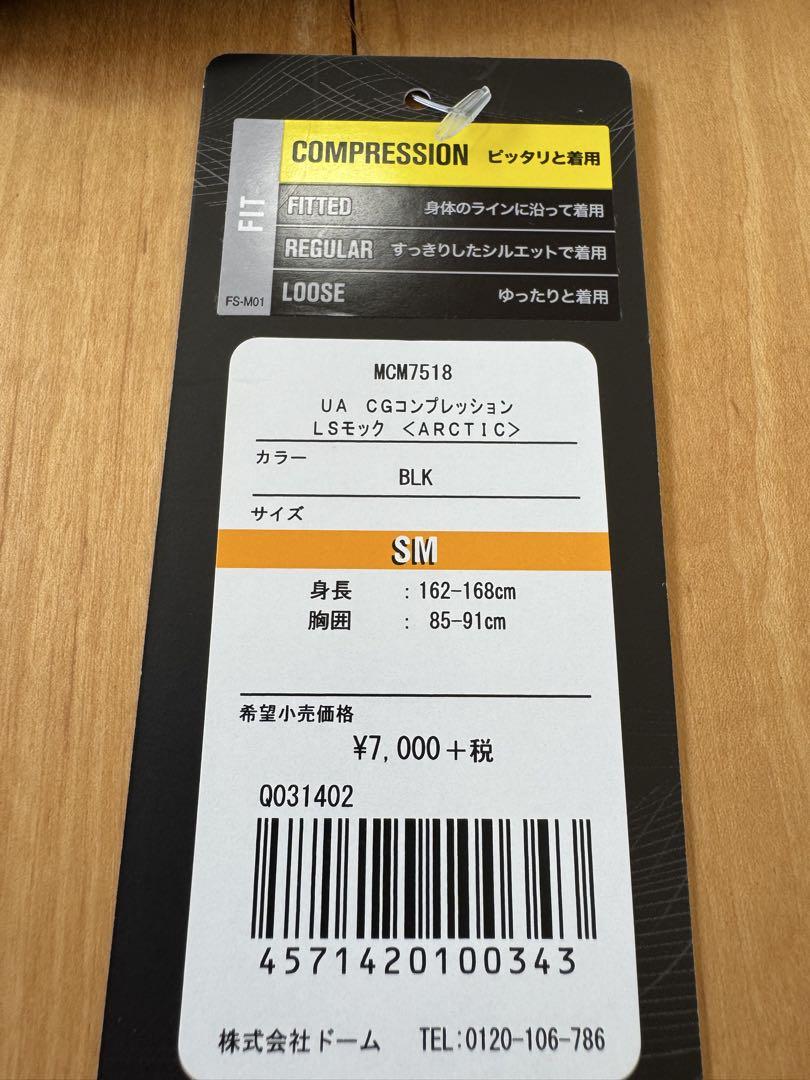 COMPRESSION ピッタリと着用
FIT
FITTED 身体のラインに沿って着用
REGULAR すっきりしたシルエットで着用
LOOSE ゆったりと着用
FS-M01
MCM7518
UA CGコンプレッション
LSモック <ARCTIC>
カラー
BLK
サイズ
SM
身長 : 162-168cm
胸囲 : 85-91cm
希望小売価格
¥7,000+税
Q031402
4571420100343
株式会社ドーム TEL:0120-106-786